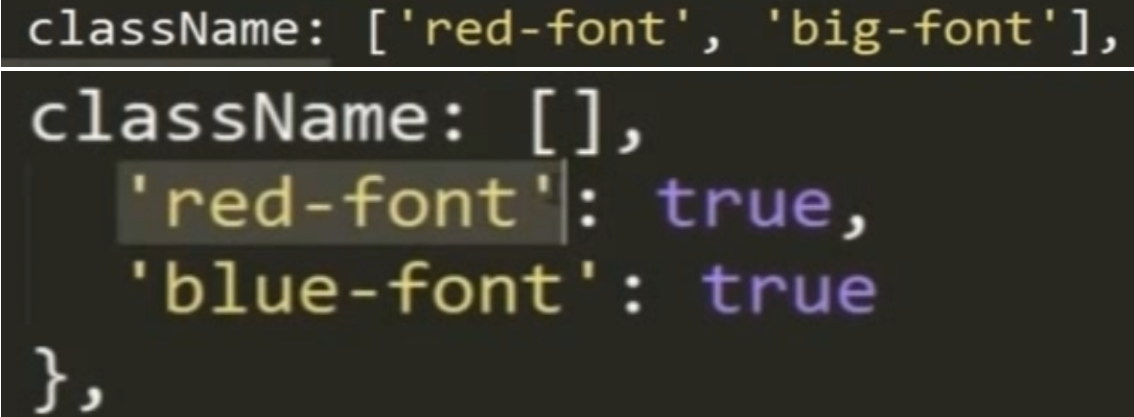 className: ['red-font', 'big-font'],
className: [],
'red-font': true,
'blue-font': true
},